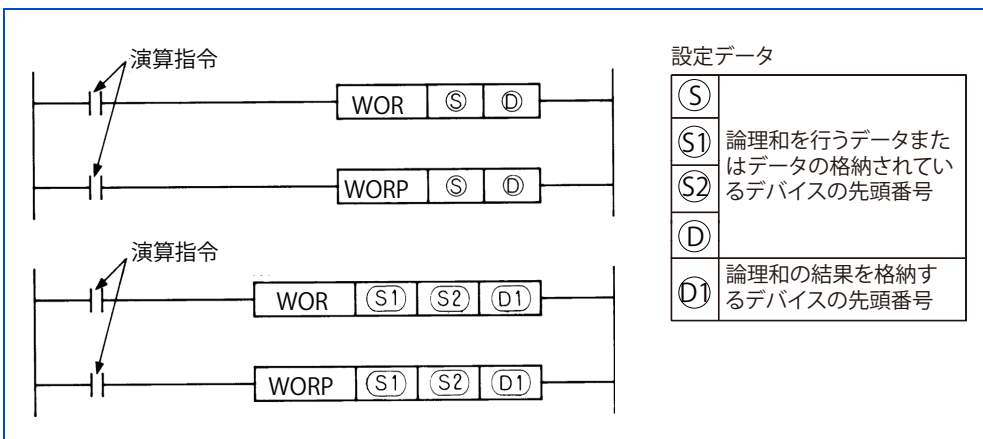 演算指令
WOR Ⓢ Ⓓ
WORP Ⓢ Ⓓ
演算指令
WOR S1 S2 D1
WORP S1 S2 D1
設定データ
Ⓢ
S1
S2
Ⓓ
論理和を行うデータまた
はデータの格納されてい
るデバイスの先頭番号
D1
論理和の結果を格納す
るデバイスの先頭番号